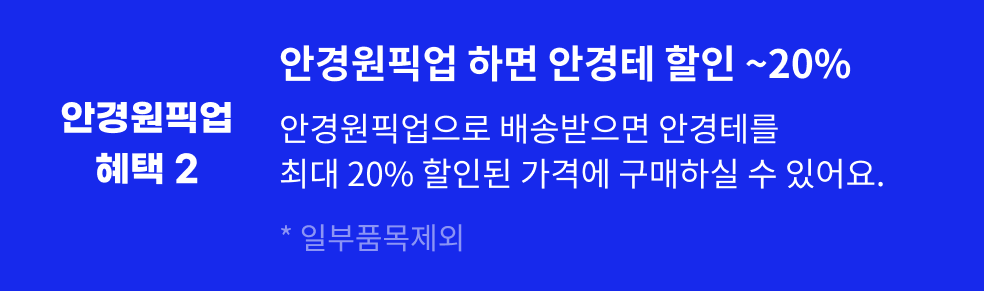 안경원픽업
혜택 2
안경원픽업 하면 안경테 할인 ~20%
안경원픽업으로 배송받으면 안경테를
최대 20% 할인된 가격에 구매하실 수 있어요.
* 일부품목제외